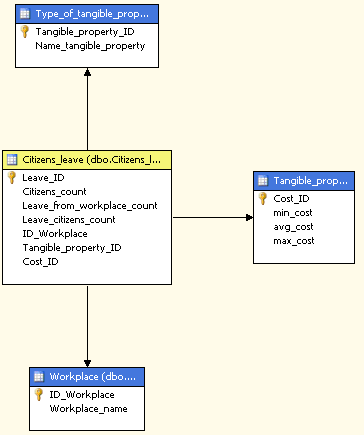 Type_of_tangible_prop...
Tangible_property_ID
Name_tangible_property
Citizens_leave (dbo.Citizens_l...
Leave_ID
Citizens_count
Leave_from_workplace_count
Leave_citizens_count
ID_Workplace
Tangible_property_ID
Cost_ID
Tangible_prop...
Cost_ID
min_cost
avg_cost
max_cost
Workplace (dbo....
ID_Workplace
Workplace_name